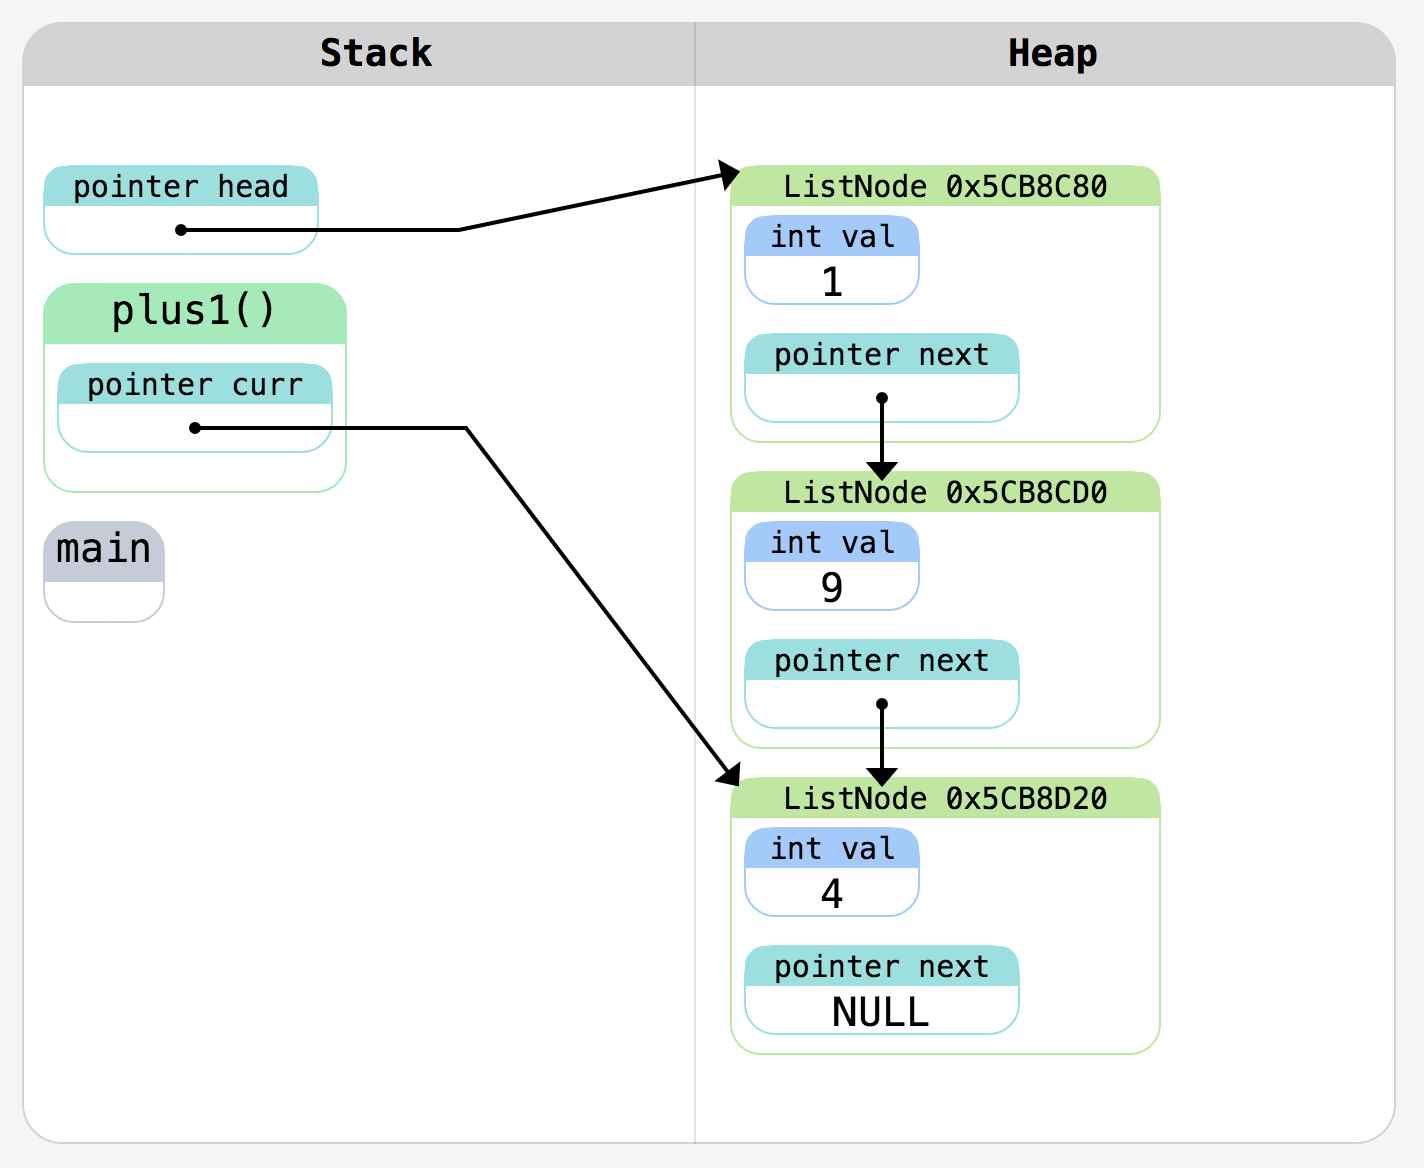 Stack
Heap
pointer head
plus1()
pointer curr
main
ListNode 0x5CB8C80
int val
1
pointer next
ListNode 0x5CB8CD0
int val
9
pointer next
ListNode 0x5CB8D20
int val
4
pointer next
NULL